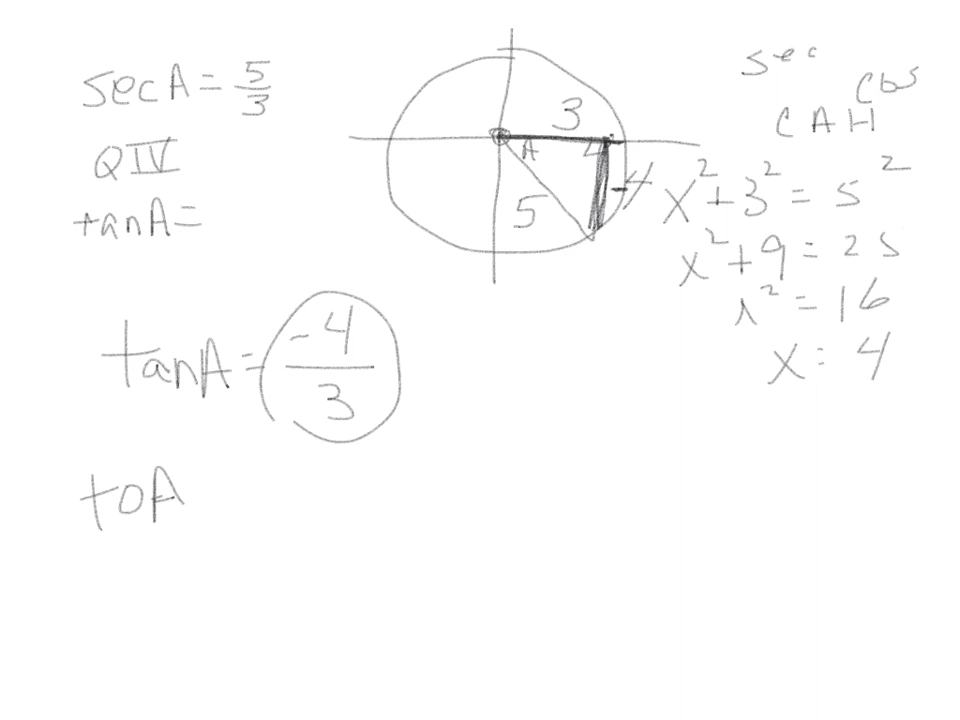 secA = 5/3
QIV
tanA =
3
A
5
-4
sec
cos
CAH
x² + 3² = 5²
x² + 9 = 25
x² = 16
x = 4
tanA = -4/3
toA